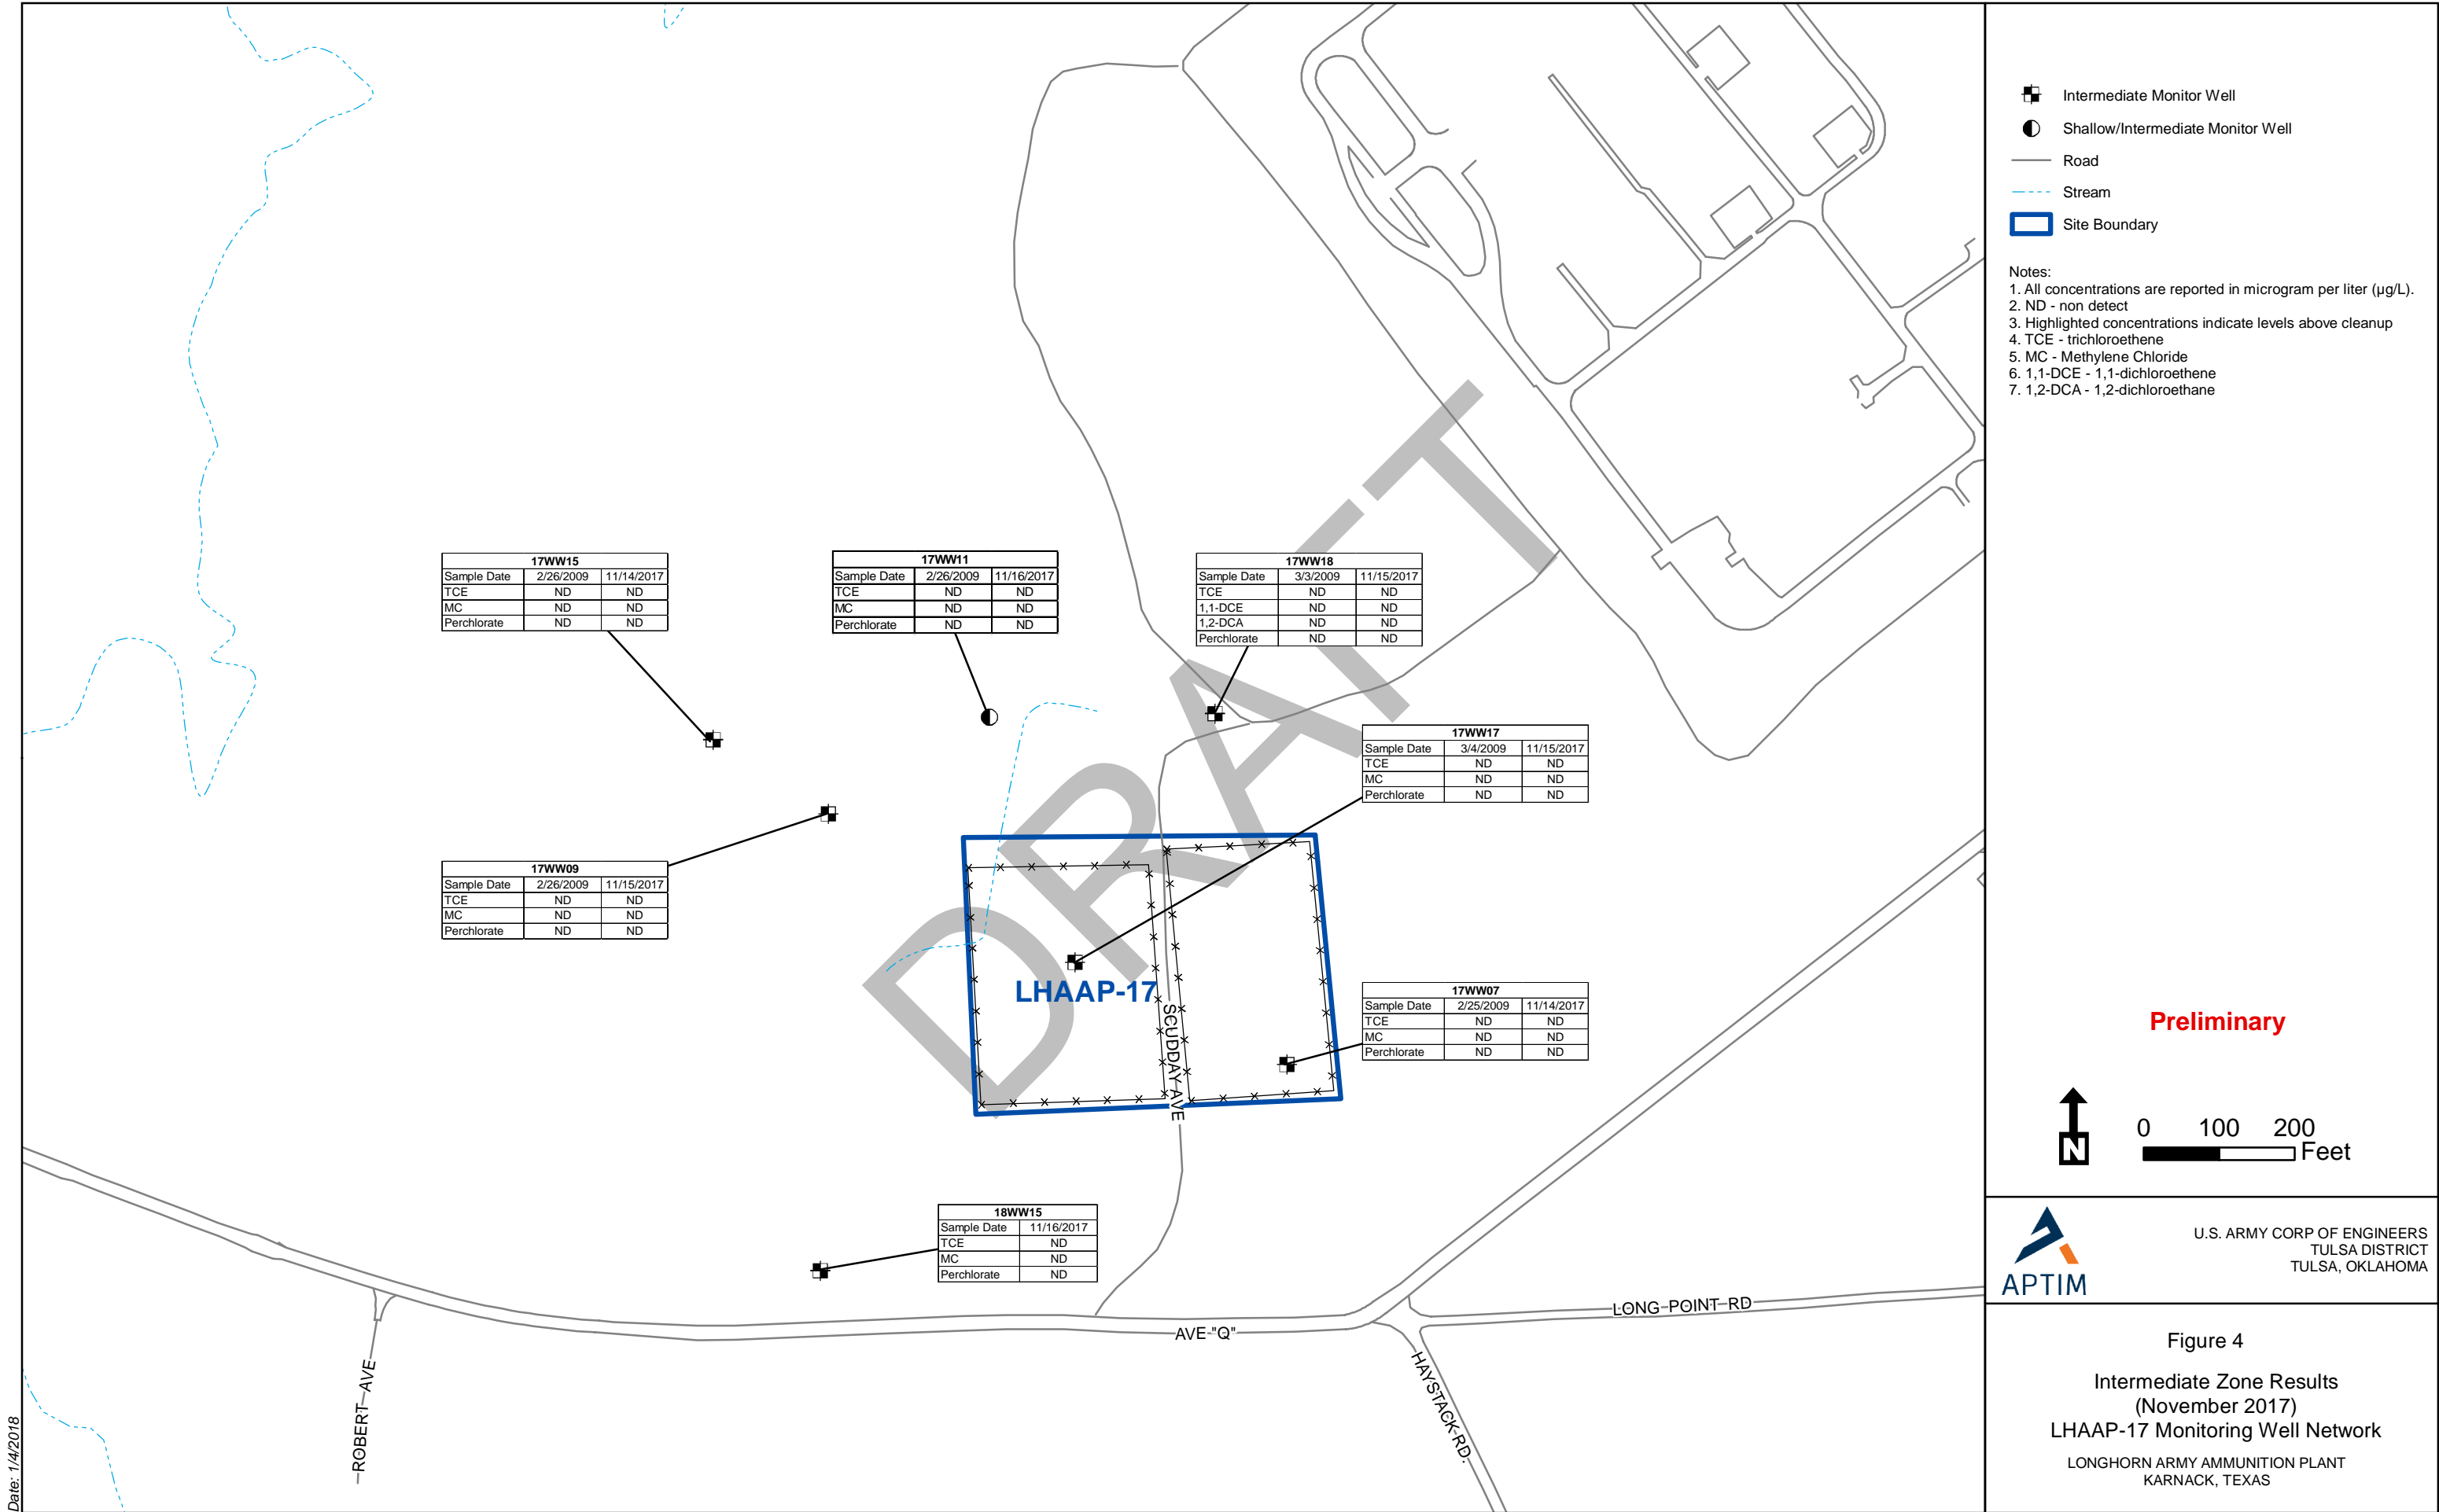 Intermediate Monitor Well
Shallow/Intermediate Monitor Well
Road
Stream
Site Boundary
Notes:
1. All concentrations are reported in microgram per liter (µg/L).
2. ND - non detect
3. Highlighted concentrations indicate levels above cleanup
4. TCE - trichloroethene
5. MC - Methylene Chloride
6. 1,1-DCE - 1,1-dichloroethene
7. 1,2-DCA - 1,2-dichloroethane
17WW15
Sample Date 2/26/2009 11/14/2017
TCE ND ND
MC ND ND
Perchlorate ND ND
17WW11
Sample Date 2/26/2009 11/16/2017
TCE ND ND
MC ND ND
Perchlorate ND ND
17WW18
Sample Date 3/3/2009 11/15/2017
TCE ND ND
1,1-DCE ND ND
1,2-DCA ND ND
Perchlorate ND ND
17WW17
Sample Date 3/4/2009 11/15/2017
TCE ND ND
MC ND ND
Perchlorate ND ND
17WW09
Sample Date 2/26/2009 11/15/2017
TCE ND ND
MC ND ND
Perchlorate ND ND
DRAFT
LHAAP-17
SCUDDAY AVE
17WW07
Sample Date 2/25/2009 11/14/2017
TCE ND ND
MC ND ND
Perchlorate ND ND
18WW15
Sample Date 11/16/2017
TCE ND
MC ND
Perchlorate ND
LONG POINT RD
AVE "Q"
ROBERT AVE
HAYSTACK RD.
Preliminary
N
0 100 200
Feet
APTIM
U.S. ARMY CORP OF ENGINEERS
TULSA DISTRICT
TULSA, OKLAHOMA
Figure 4
Intermediate Zone Results
(November 2017)
LHAAP-17 Monitoring Well Network
LONGHORN ARMY AMMUNITION PLANT
KARNACK, TEXAS
Date: 1/4/2018